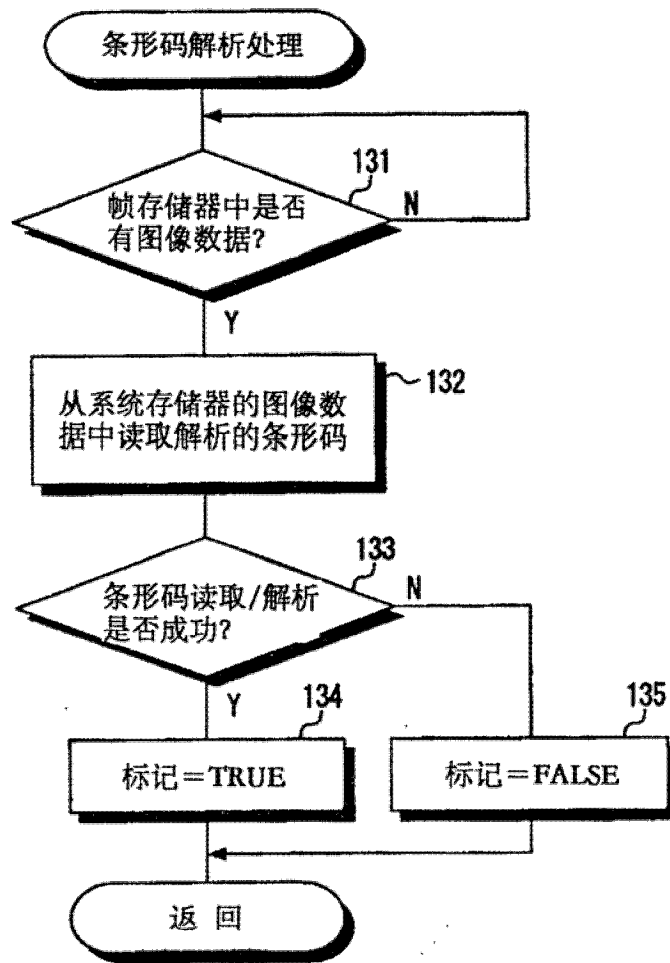 条形码解析处理
131
帧存储器中是否
有图像数据?
N
Y
132
从系统存储器的图像数
据中读取解析的条形码
133
条形码读取/解析
是否成功?
N
Y
134
标记=TRUE
135
标记=FALSE
返 回